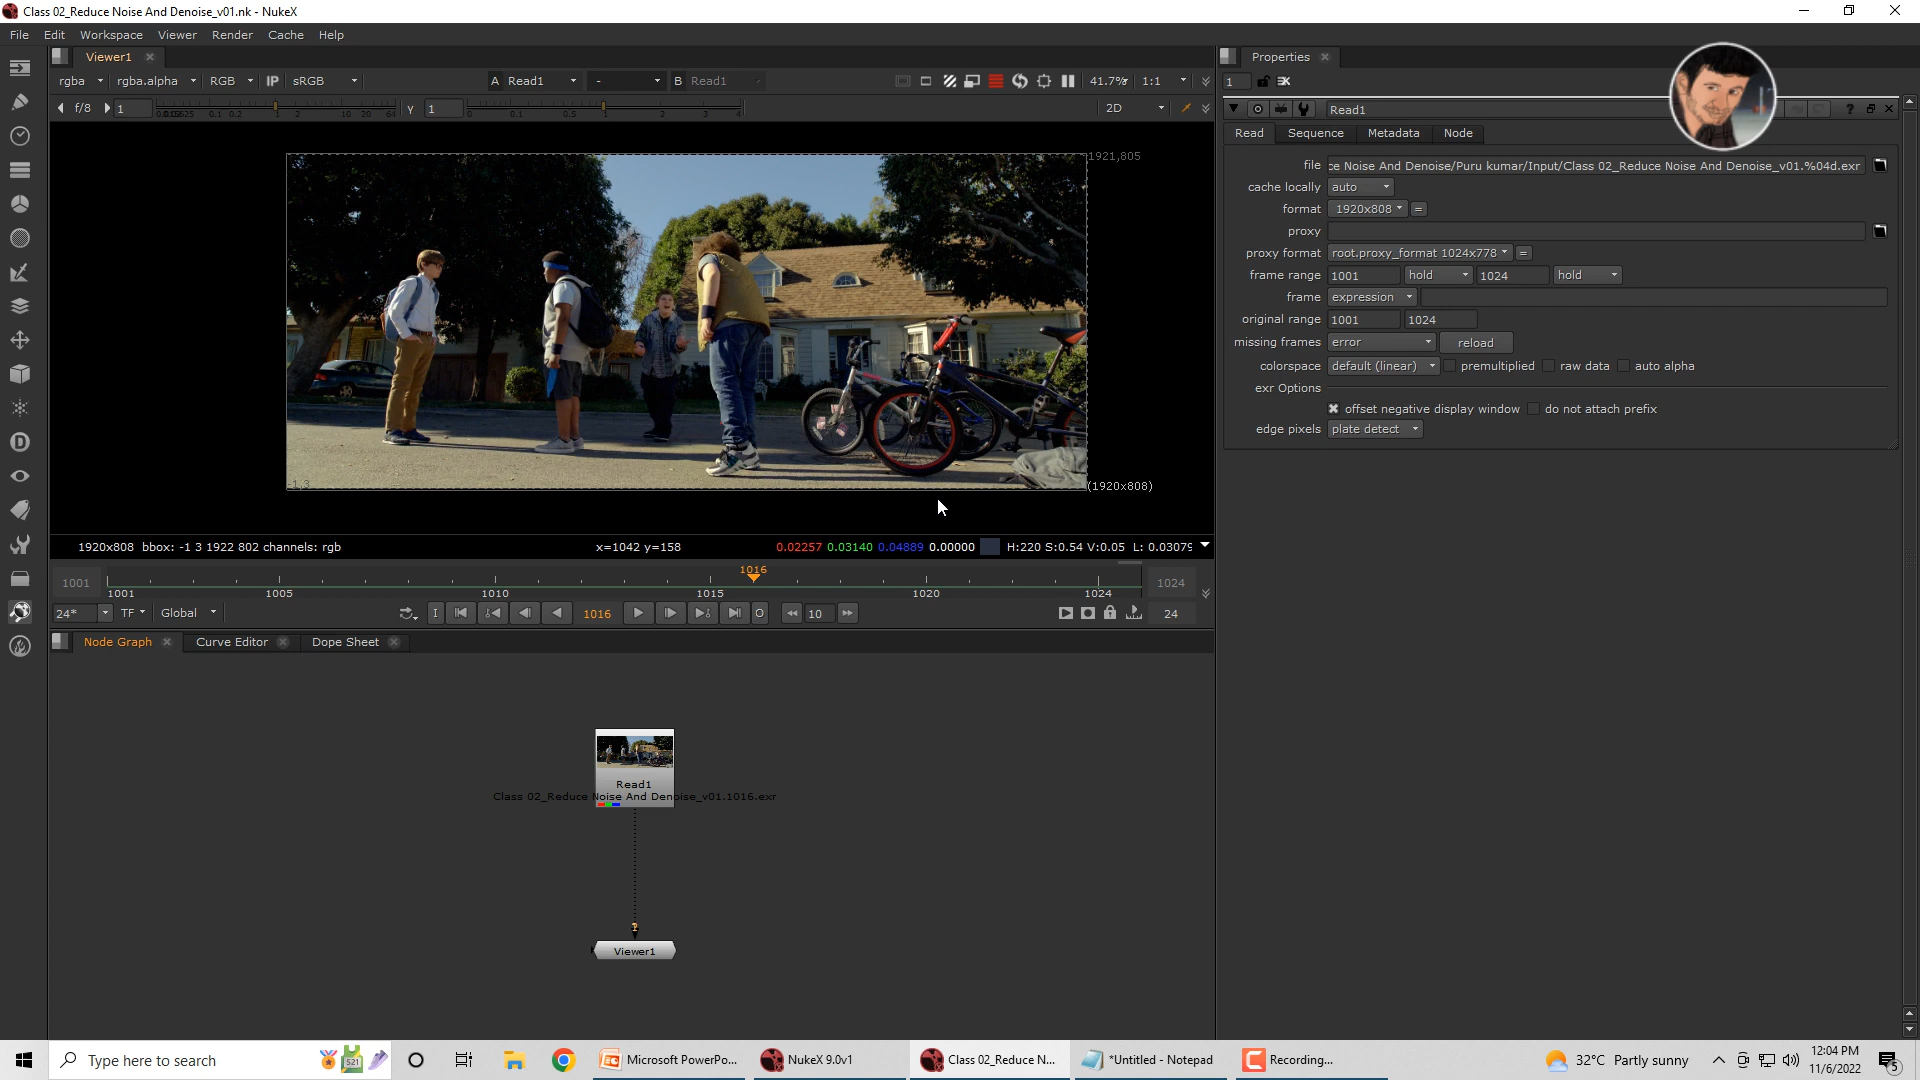 Class 02_Reduce Noise And Denoise_v01.nk - NukeX
File Edit Workspace Viewer Render Cache Help
Viewer1
rgba rgba.alpha RGB IP sRGB A Read1 - B Read1 41.7% 1:1
f/8 1 Y 1 2D
1921,805
-1,3
(1920x808)
1920x808 bbox: -1 3 1922 802 channels: rgb x=1042 y=158 0.02257 0.03140 0.04889 0.00000 H:220 S:0.54 V:0.05 L: 0.03079
1016
1001 1024
1001 1005 1010 1015 1020 1024
24* TF Global I 1016 O 10 24
Node Graph Curve Editor Dope Sheet
Read1
Class 02_Reduce Noise And Denoise_v01.1016.exr
1
Viewer1
Properties
1
Read1 ?
Read Sequence Metadata Node
file ce Noise And Denoise/Puru kumar/Input/Class 02_Reduce Noise And Denoise_v01.%04d.exr
cache locally auto
format 1920x808 =
proxy
proxy format root.proxy_format 1024x778 =
frame range 1001 hold 1024 hold
frame expression
original range 1001 1024
missing frames error reload
colorspace default (linear) premultiplied raw data auto alpha
exr Options
offset negative display window do not attach prefix
edge pixels plate detect
Type here to search
Microsoft PowerPo...
NukeX 9.0v1
Class 02_Reduce N...
*Untitled - Notepad
Recording...
32°C Partly sunny
12:04 PM
11/6/2022
5